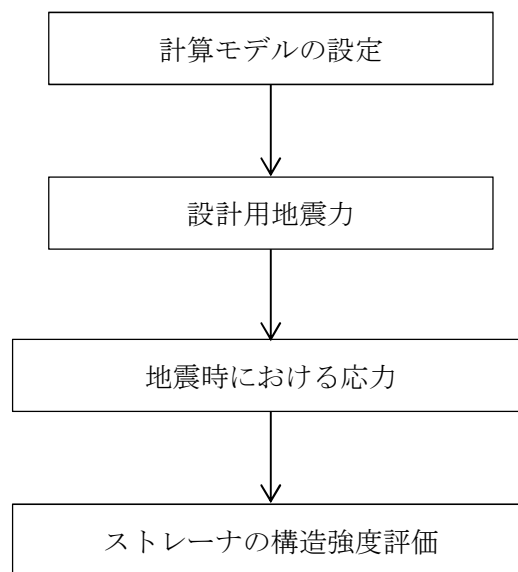 計算モデルの設定
設計用地震力
地震時における応力
ストレーナの構造強度評価